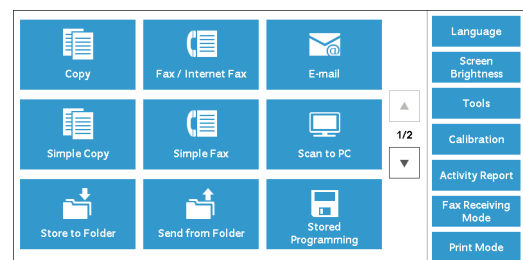 Copy
Fax / Internet Fax
E-mail
Simple Copy
Simple Fax
Scan to PC
Store to Folder
Send from Folder
Stored
Programming
1/2
Language
Screen
Brightness
Tools
Calibration
Activity Report
Fax Receiving
Mode
Print Mode